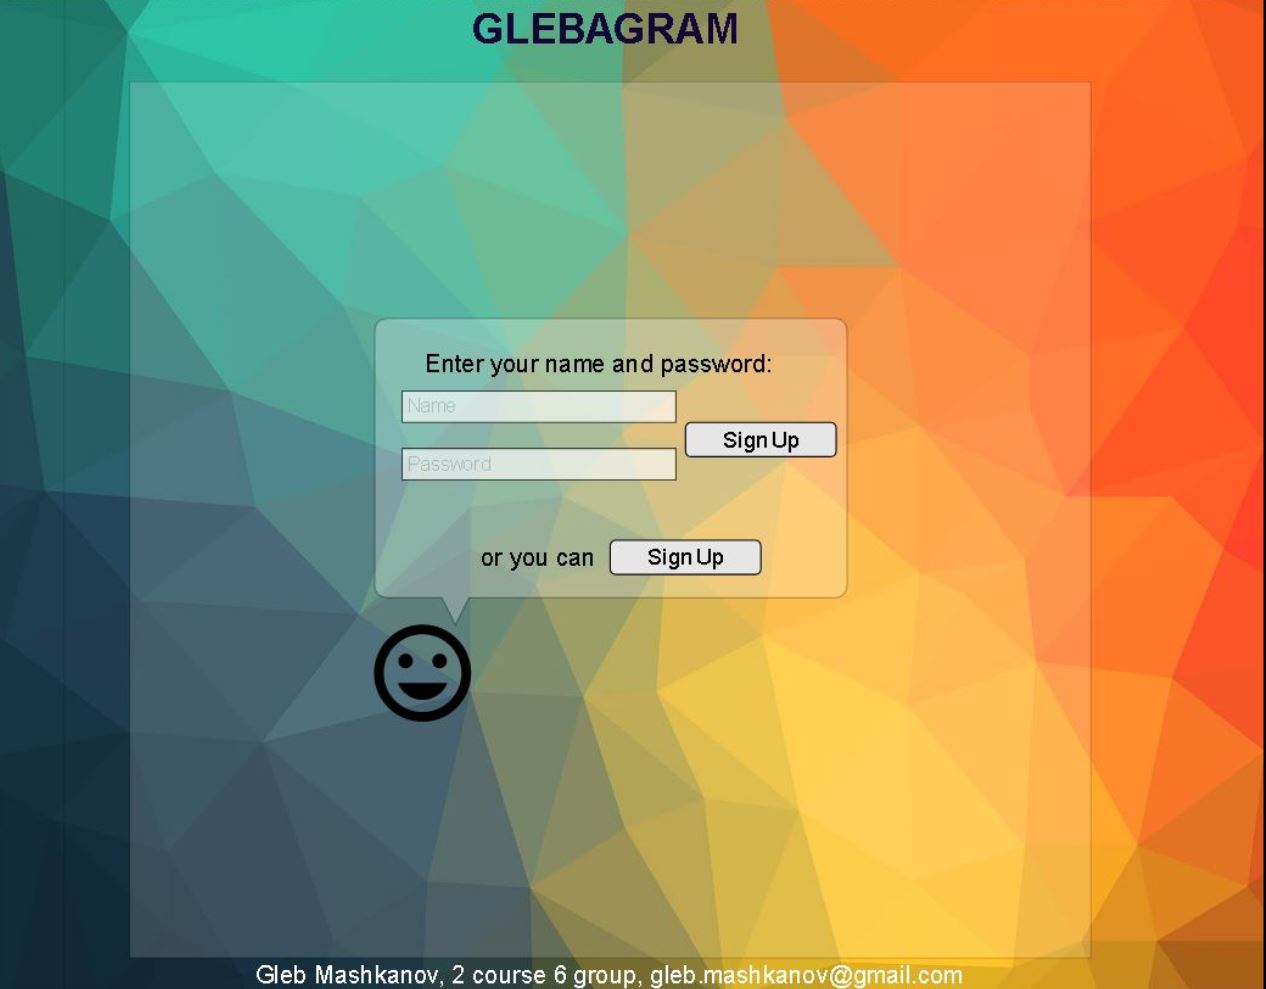 GLEBAGRAM
Enter your name and password:
Name
Sign Up
Password
or you can Sign Up
Gleb Mashkanov, 2 course 6 group, gleb.mashkanov@gmail.com